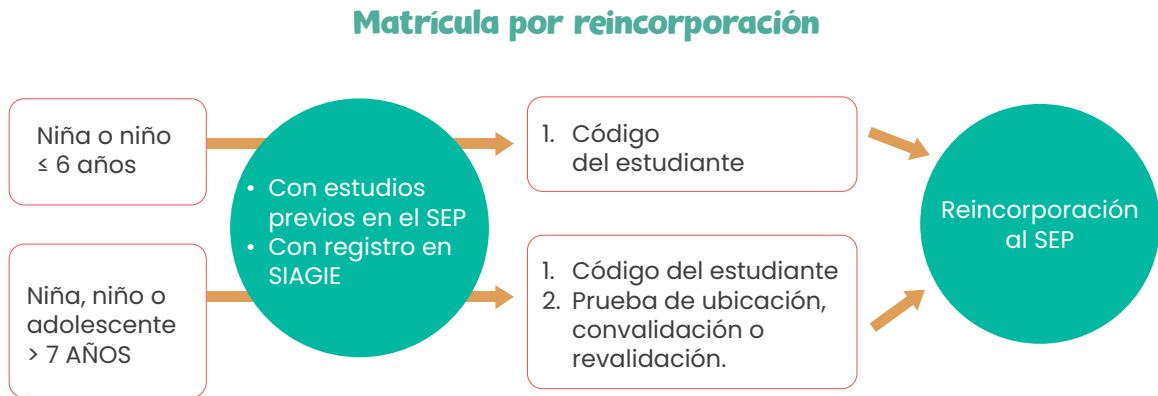 Matrícula por reincorporación
Niña o niño
≤ 6 años
• Con estudios
previos en el SEP
• Con registro en
SIAGIE
1. Código
del estudiante
Niña, niño o
adolescente
> 7 AÑOS
1. Código del estudiante
2. Prueba de ubicación,
convalidación o
revalidación.
Reincorporación
al SEP